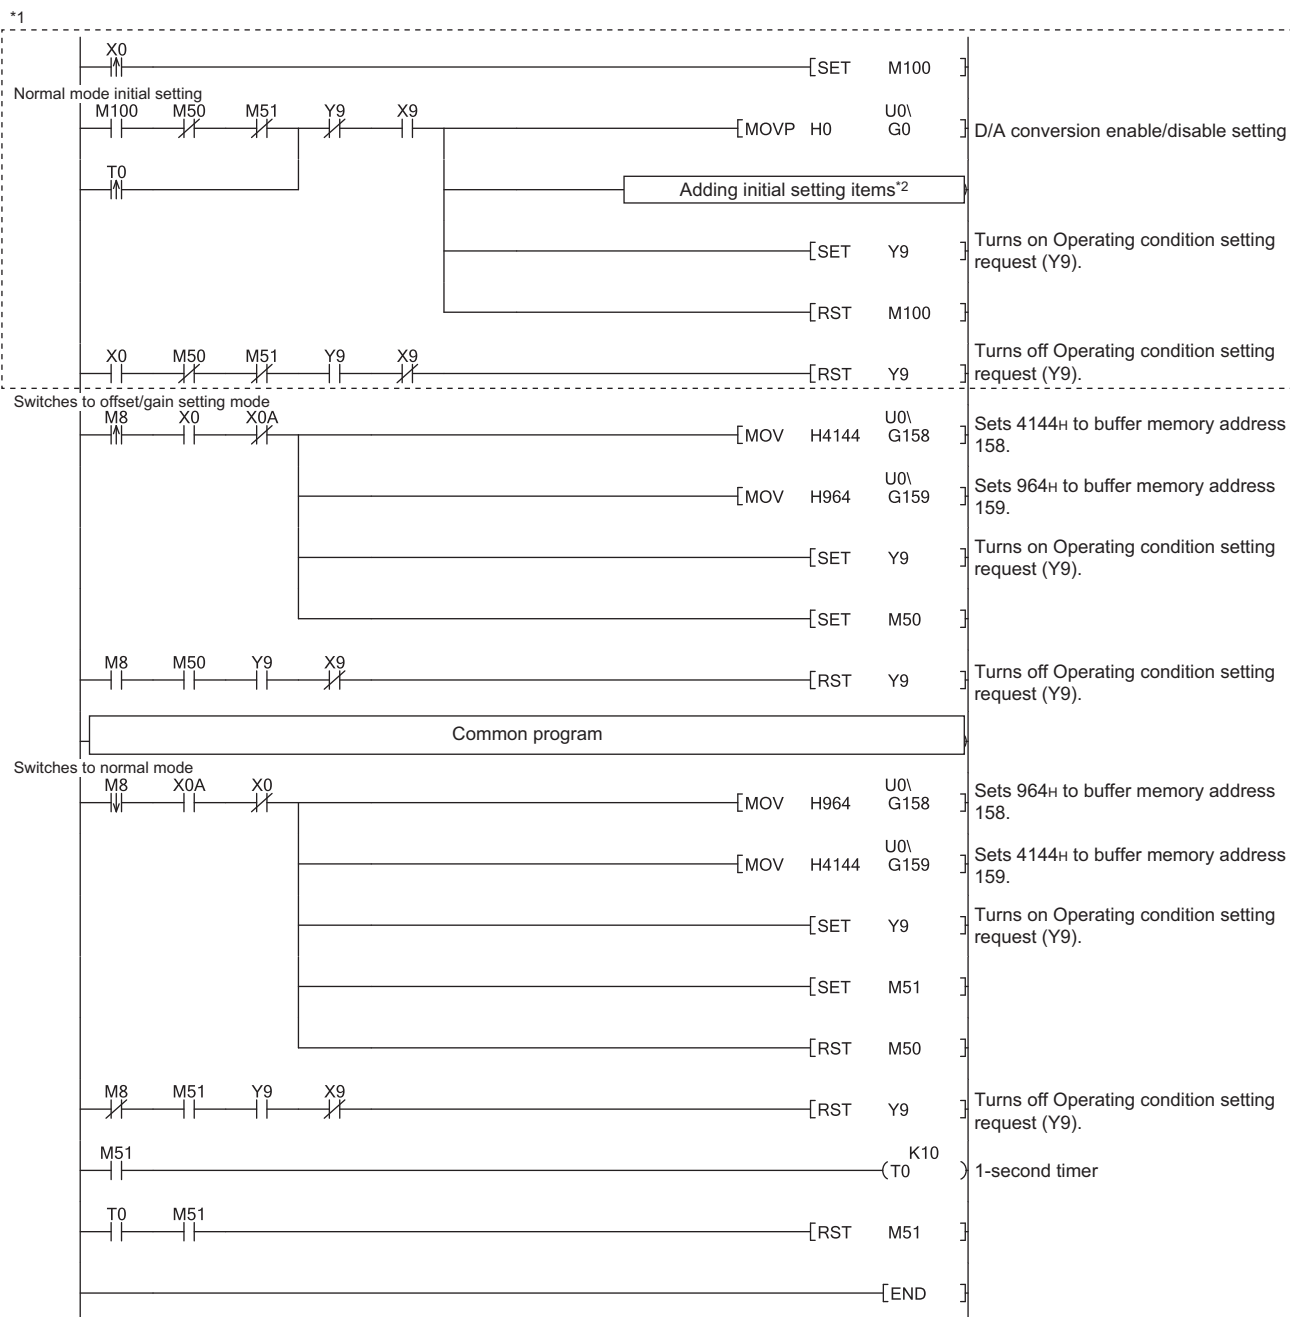 *1
X0
[SET M100 ]
Normal mode initial setting
M100 M50 M51 Y9 X9
[MOVP H0 U0\ G0 ] D/A conversion enable/disable setting
T0
Adding initial setting items*2
[SET Y9 ] Turns on Operating condition setting
request (Y9).
[RST M100 ]
X0 M50 M51 Y9 X9
[RST Y9 ] Turns off Operating condition setting
request (Y9).
Switches to offset/gain setting mode
M8 X0 X0A
[MOV H4144 U0\ G158 ] Sets 4144H to buffer memory address
158.
[MOV H964 U0\ G159 ] Sets 964H to buffer memory address
159.
[SET Y9 ] Turns on Operating condition setting
request (Y9).
[SET M50 ]
M8 M50 Y9 X9
[RST Y9 ] Turns off Operating condition setting
request (Y9).
Common program
Switches to normal mode
M8 X0A X0
[MOV H964 U0\ G158 ] Sets 964H to buffer memory address
158.
[MOV H4144 U0\ G159 ] Sets 4144H to buffer memory address
159.
[SET Y9 ] Turns on Operating condition setting
request (Y9).
[SET M51 ]
[RST M50 ]
M8 M51 Y9 X9
[RST Y9 ] Turns off Operating condition setting
request (Y9).
M51
K10
(T0 ) 1-second timer
T0 M51
[RST M51 ]
[END ]